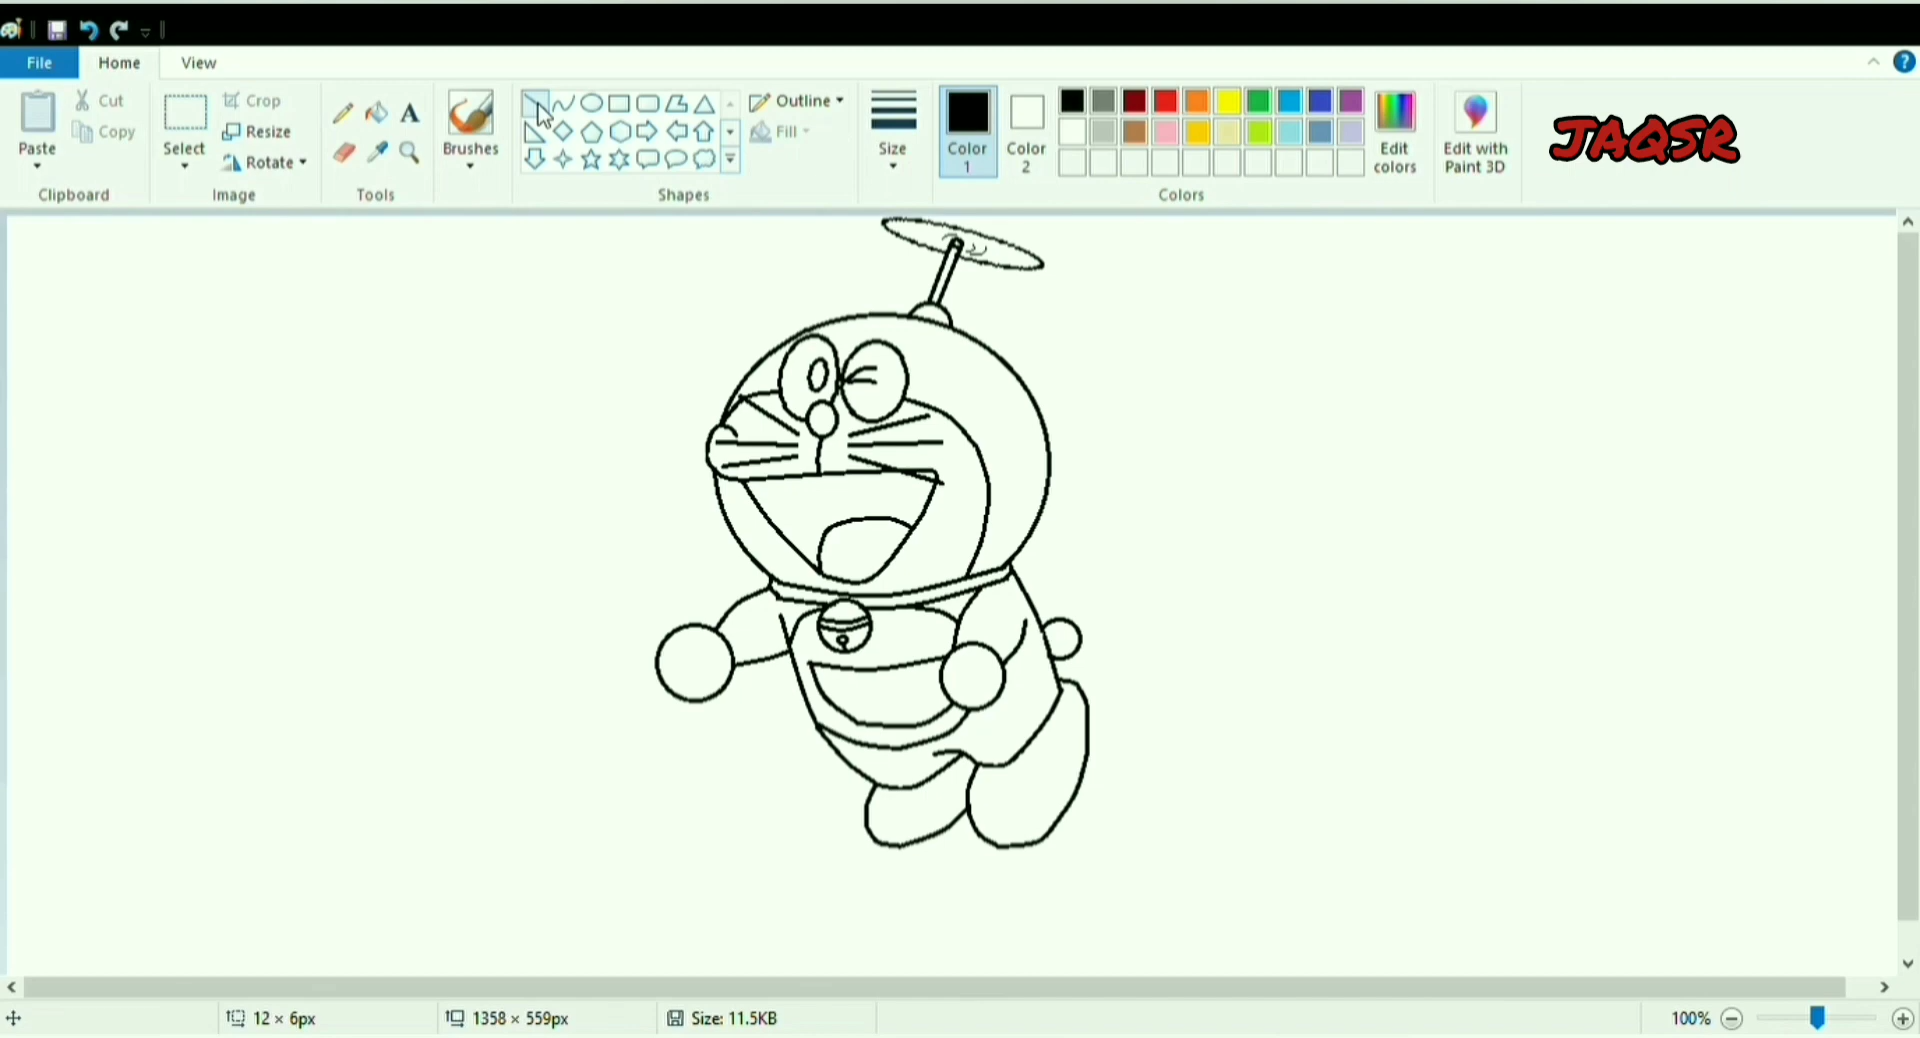 File Home View
Paste Cut Copy Clipboard
Select Crop Resize Rotate Image
A Tools
Brushes
Shapes Outline Fill
Size
Color 1 Color 2 Colors
Edit colors
Edit with Paint 3D
JAQSR
12 × 6px 1358 × 559px Size: 11.5KB 100%